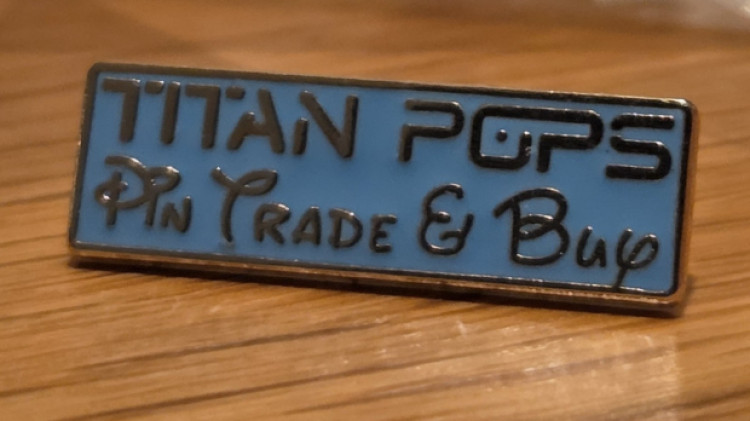 TITAN POPS
Pin Trade & Buy